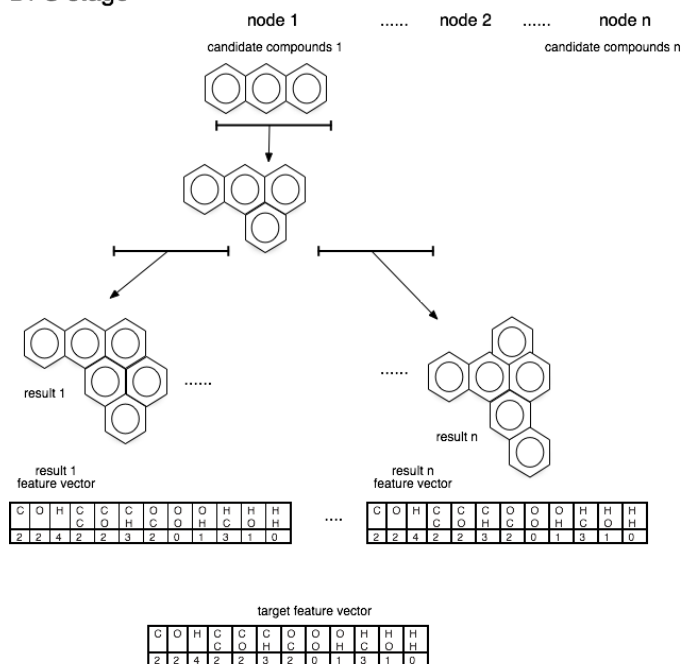 node 1 ...... node 2 ...... node n
candidate compounds 1 candidate compounds n
result 1
......
......
result n
result 1
feature vector
result n
feature vector
C O H C C C O O O H H H
C O H C O H C O H
2 2 4 2 2 3 2 0 1 3 1 0
....
C O H C C C O O O H H H
C O H C O H C O H
2 2 4 2 2 3 2 0 1 3 1 0
target feature vector
C O H C C C O O O H H H
C O H C O H C O H
2 2 4 2 2 3 2 0 1 3 1 0